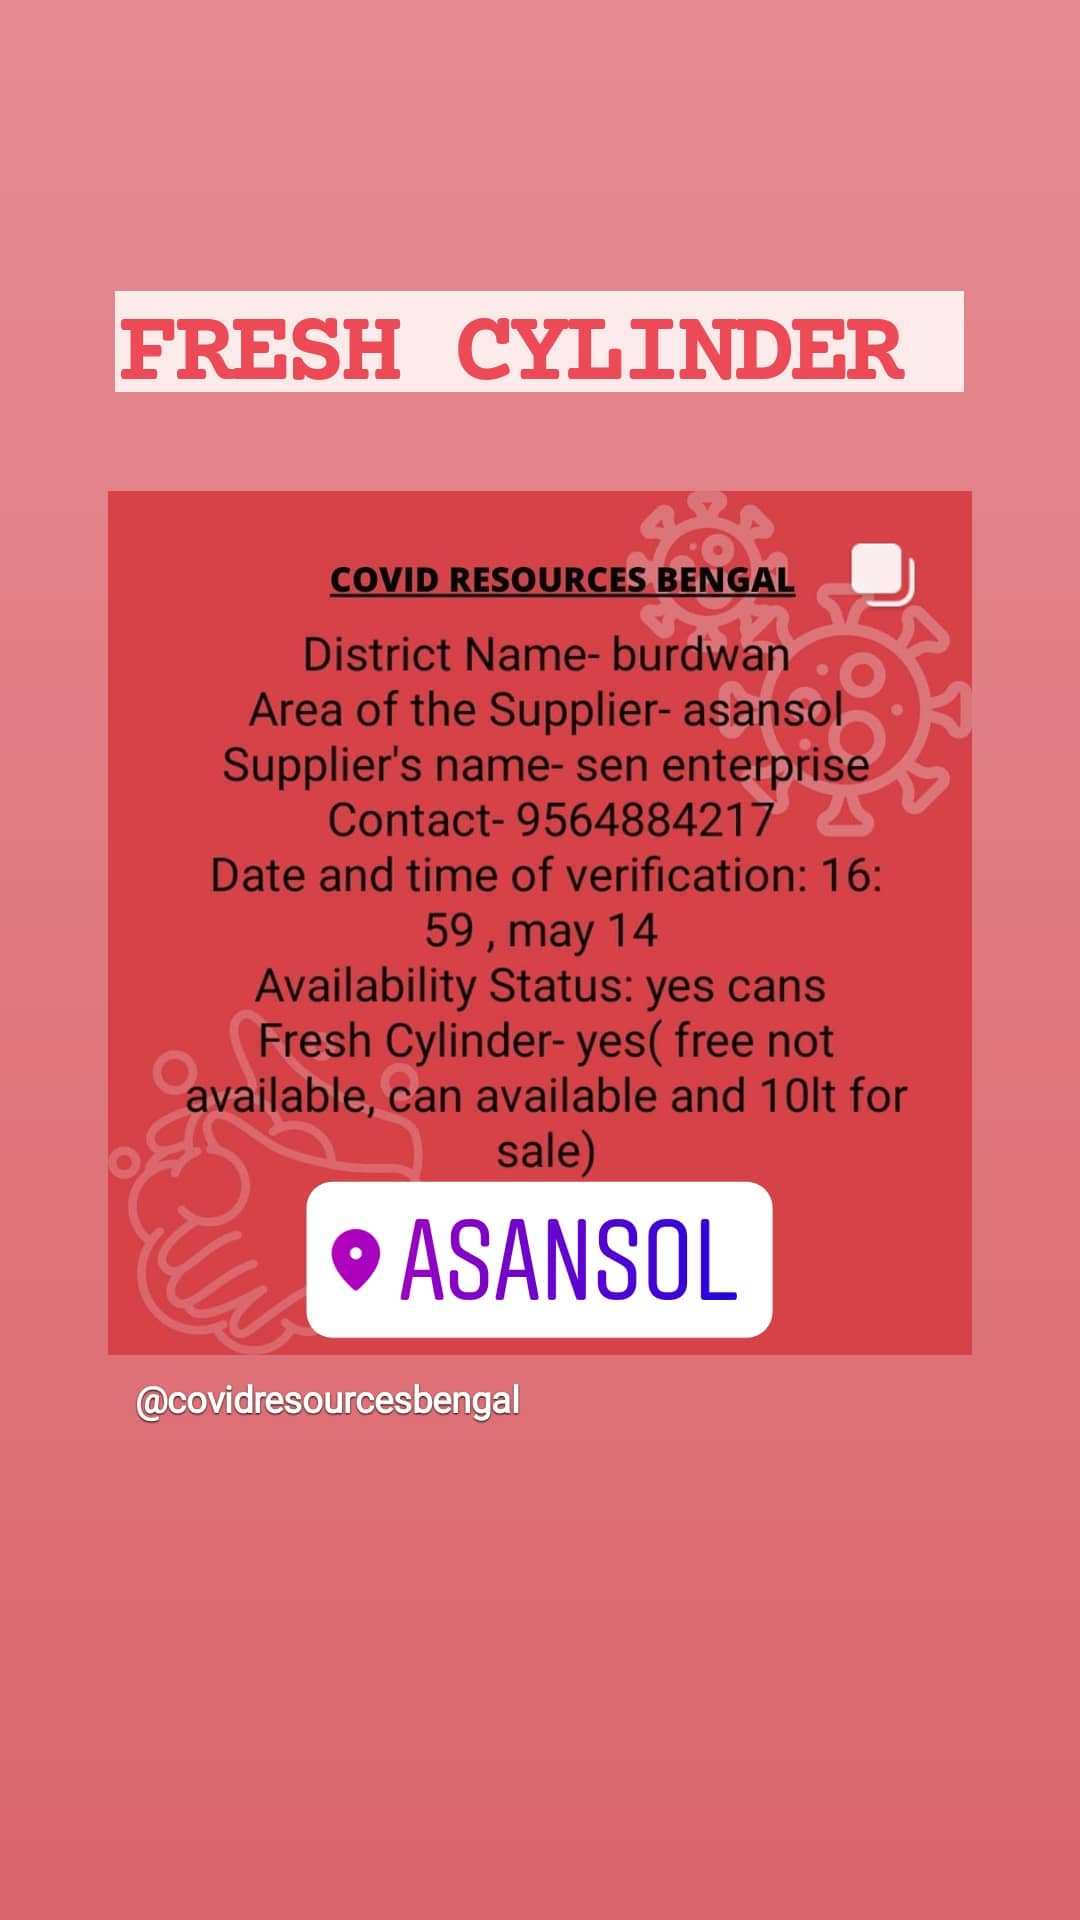 FRESH CYLINDER
COVID RESOURCES BENGAL
District Name- burdwan
Area of the Supplier- asansol
Supplier's name- sen enterprise
Contact- 9564884217
Date and time of verification: 16:
59 , may 14
Availability Status: yes cans
Fresh Cylinder- yes( free not
available, can available and 10lt for
sale)
ASANSOL
@covidresourcesbengal